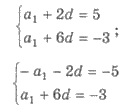 {a₁ + 2d = 5
{a₁ + 6d = −3 ;
{− a₁ − 2d = −5
{a₁ + 6d = −3